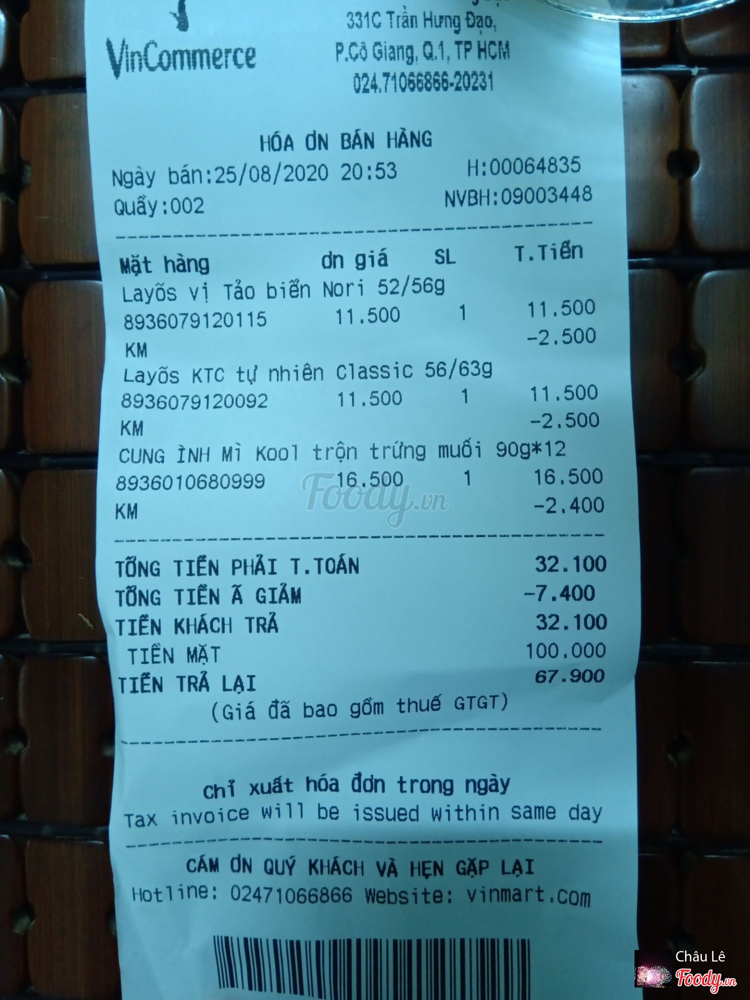 VinCommerce
331C Trần Hưng Đạo,
P.Cô Giang, Q.1, TP HCM
024.71066866-20231
HÓA ƠN BÁN HÀNG
Ngày bán:25/08/2020 20:53 H:00064835
Quầy:002 NVBH:09003448
Mặt hàng ơn giá SL T.Tiền
Layõs vị Tảo biển Nori 52/56g
8936079120115 11.500 1 11.500
KM -2.500
Layõs KTC tự nhiên Classic 56/63g
8936079120092 11.500 1 11.500
KM -2.500
CUNG ÌNH Mì Kool trộn trứng muối 90g*12
8936010680999 16.500 1 16.500
KM -2.400
Foody.vn
TỔNG TIỀN PHẢI T.TOÁN 32.100
TỔNG TIỀN Ã GIẢM -7.400
TIỀN KHÁCH TRẢ 32.100
TIỀN MẶT 100.000
TIỀN TRẢ LẠI 67.900
(Giá đã bao gồm thuế GTGT)
Chỉ xuất hóa đơn trong ngày
Tax invoice will be issued within same day
CÁM ƠN QUÝ KHÁCH VÀ HẸN GẶP LẠI
Hotline: 02471066866 Website: vinmart.com
Châu Lê
Foody.vn